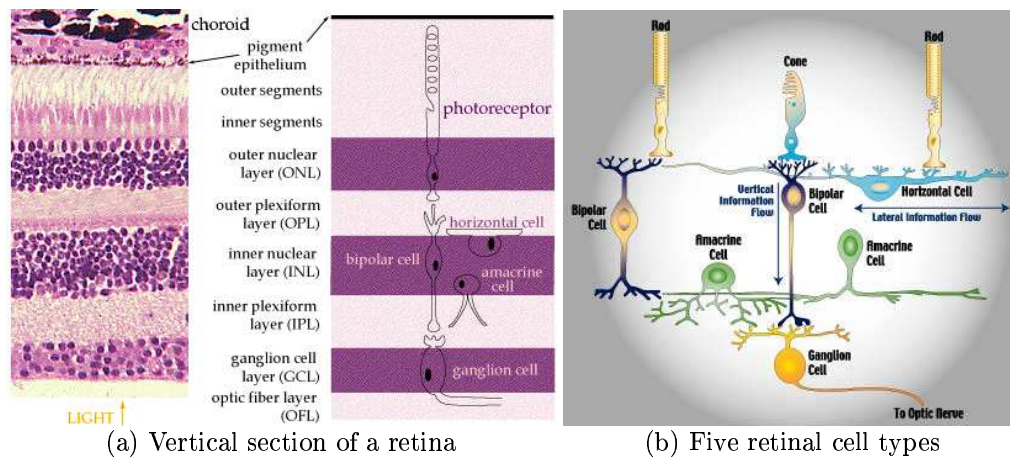 choroid
pigment
epithelium
outer segments
inner segments
outer nuclear
layer (ONL)
outer plexiform
layer (OPL)
inner nuclear
layer (INL)
inner plexiform
layer (IPL)
ganglion cell
layer (GCL)
optic fiber layer
(OFL)
LIGHT
photoreceptor
horizontal cell
bipolar cell
amacrine
cell
ganglion cell
(a) Vertical section of a retina
Rod
Cone
Rod
Vertical
Information
Flow
Bipolar
Cell
Horizontal Cell
Lateral Information Flow
Bipolar
Cell
Amacrine
Cell
Amacrine
Cell
Ganglion
Cell
To Optic Nerve
(b) Five retinal cell types